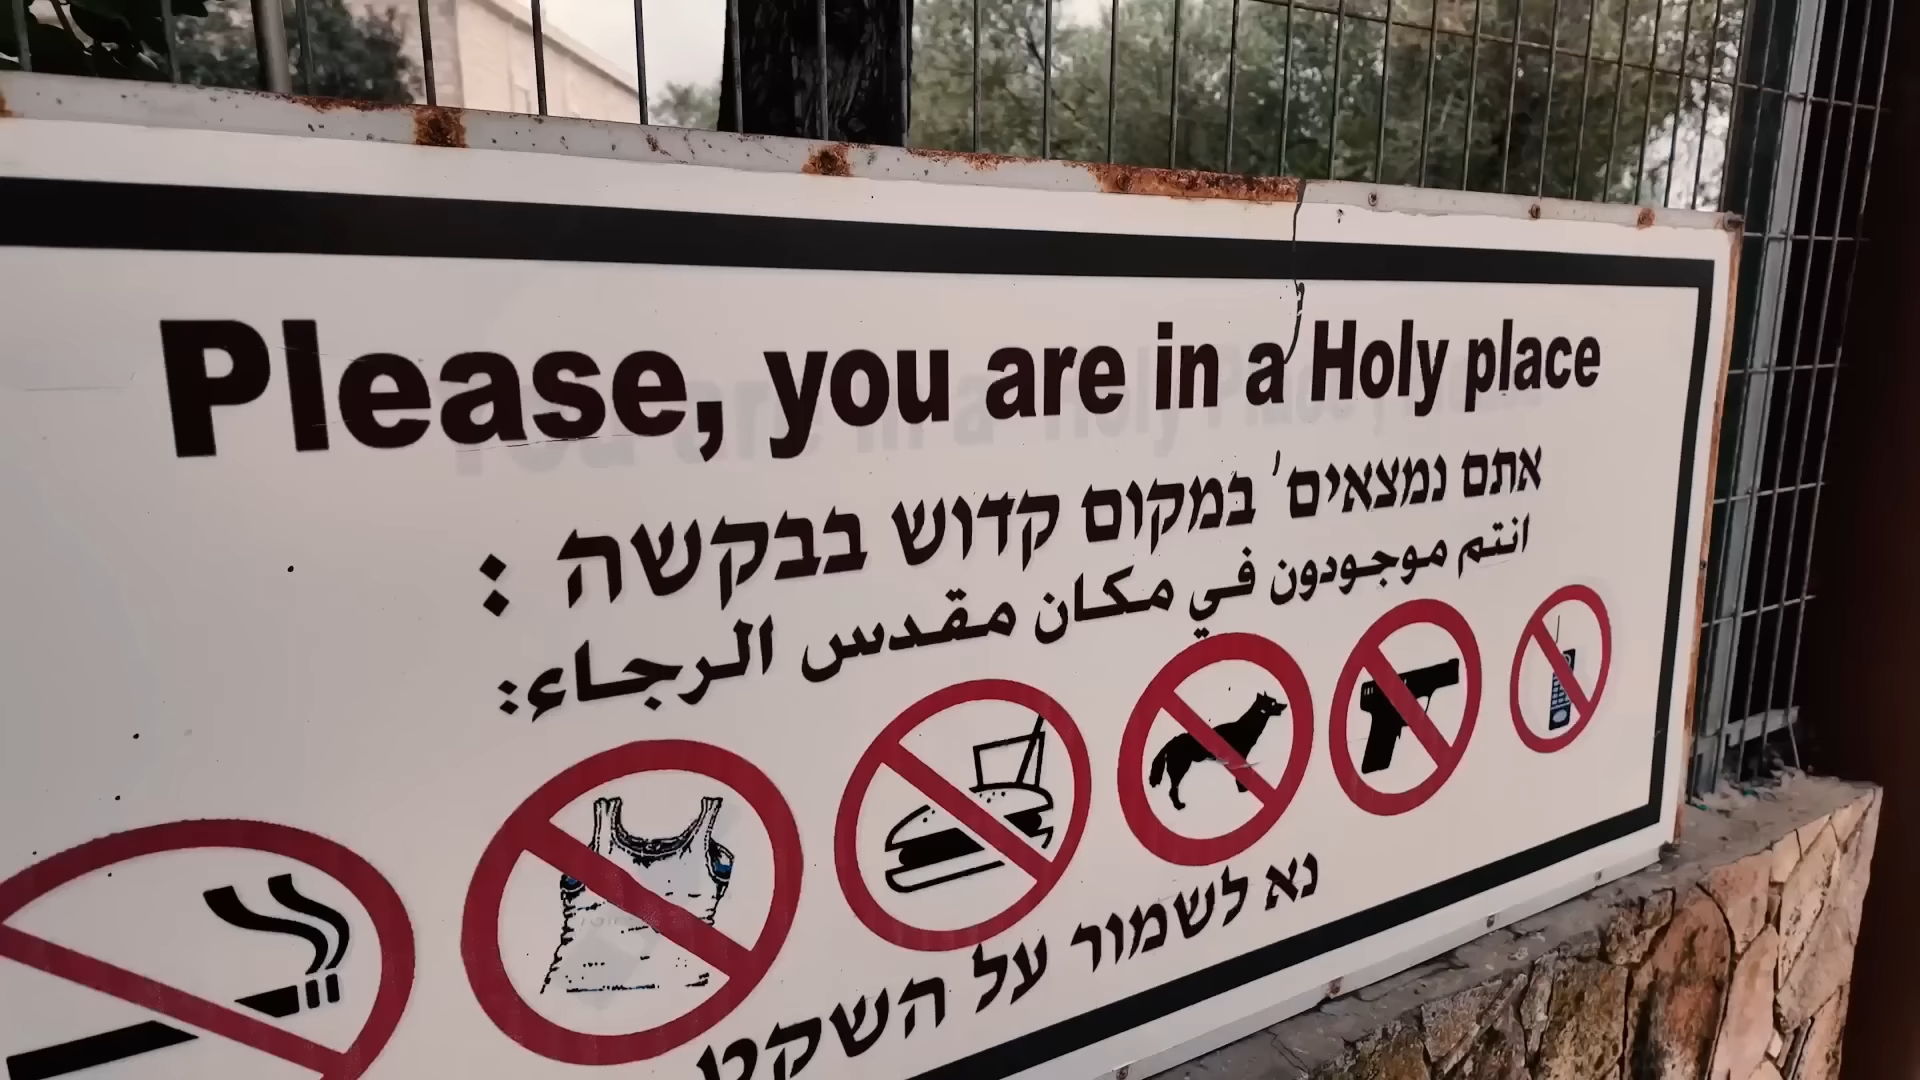 Please, you are in a Holy place
אתם נמצאים' במקום קדוש בבקשה :
انتم موجودون في مكان مقدس الرجاء:
נא לשמור על השקט